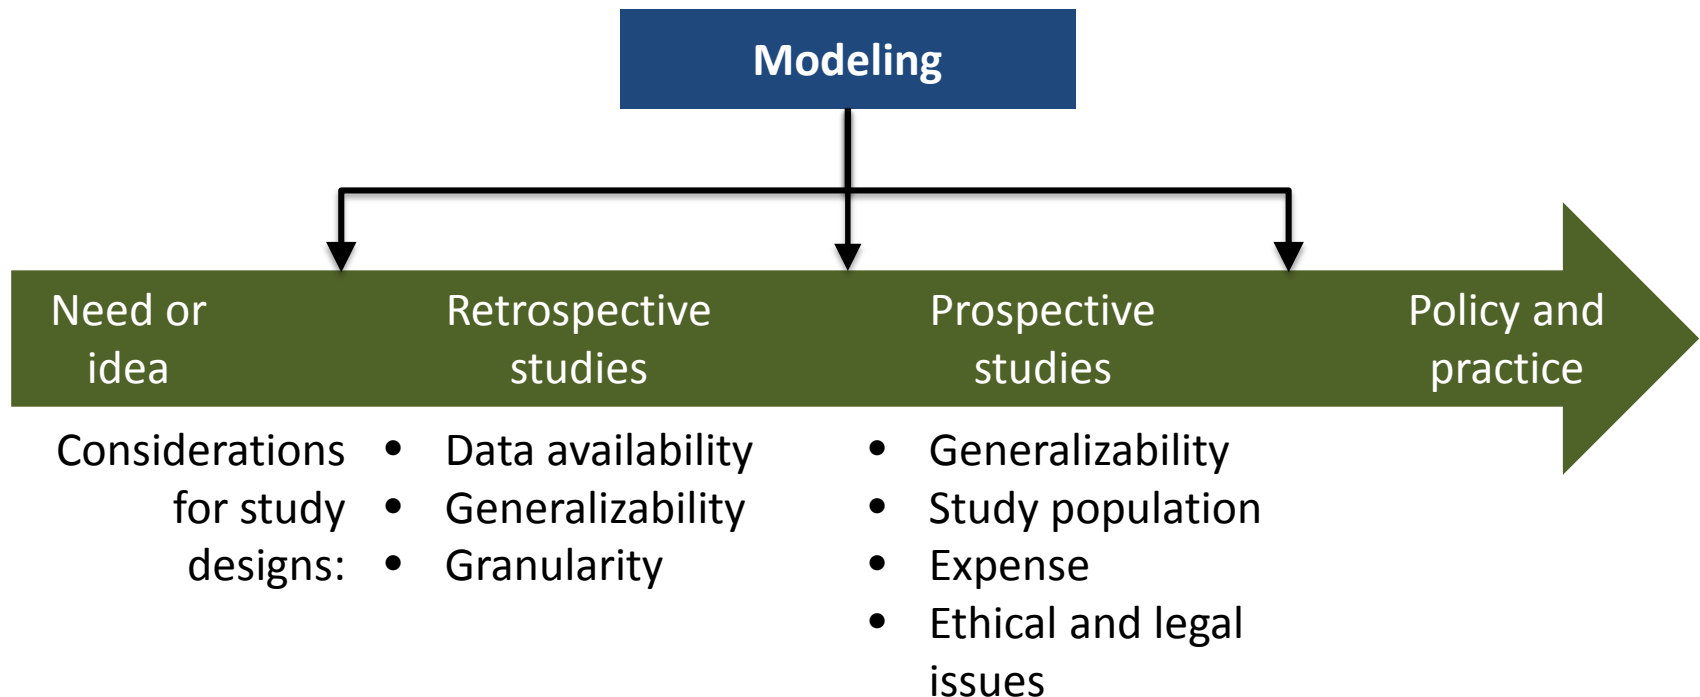 Modeling
Need or
idea
Retrospective
studies
Prospective
studies
Policy and
practice
Considerations
for study
designs:
• Data availability
• Generalizability
• Granularity
• Generalizability
• Study population
• Expense
• Ethical and legal
issues